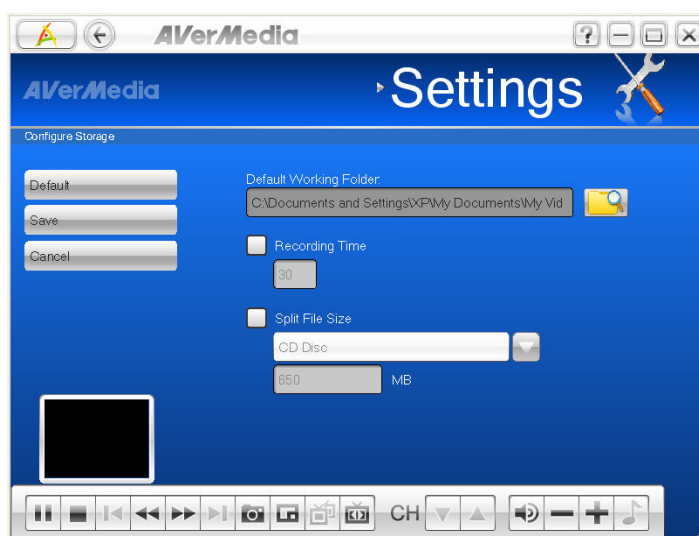 AVerMedia
?
AVerMedia
Settings
Configure Storage
Default
Save
Cancel
Default Working Folder:
C:\Documents and Settings\XP\My Documents\My Vid
Recording Time
30
Split File Size
CD Disc
650 MB
CH